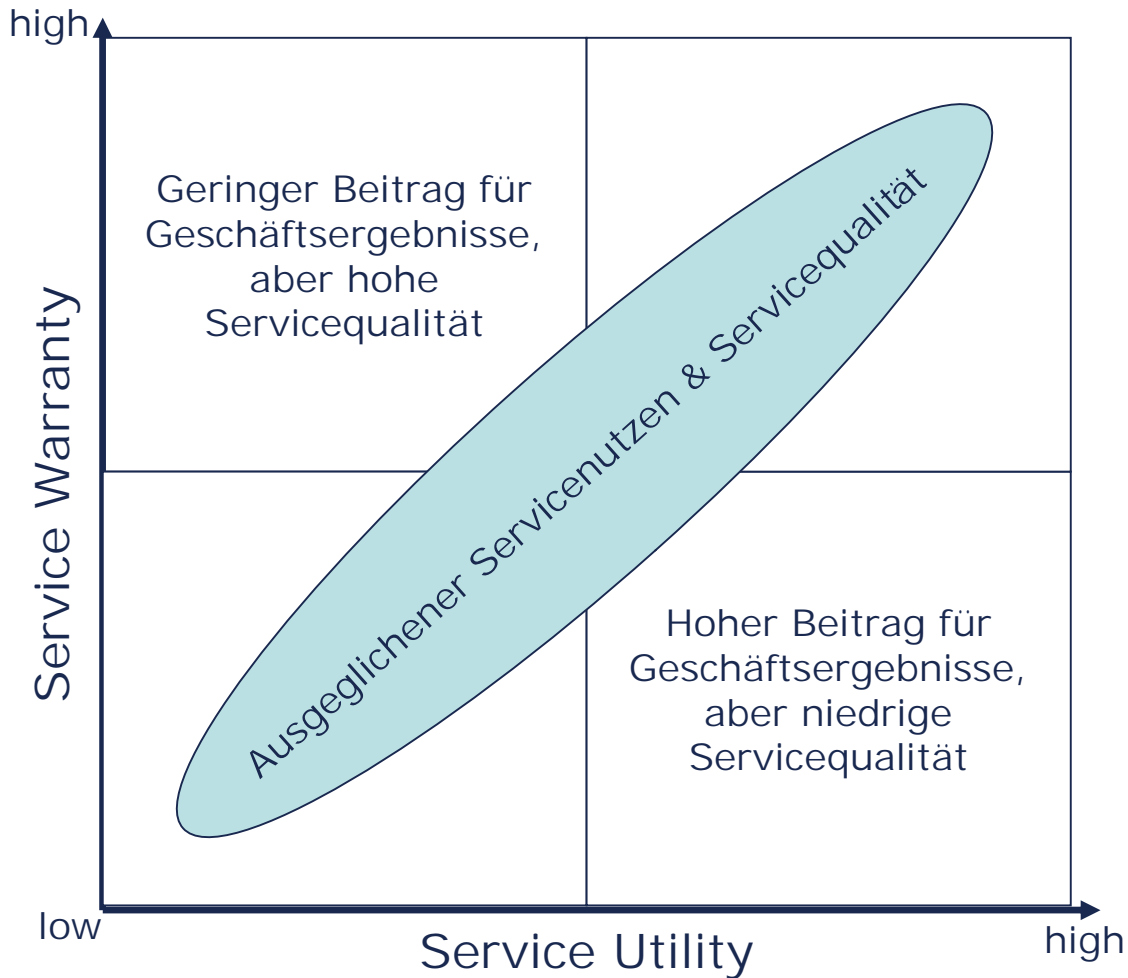 high
Geringer Beitrag für
Geschäftsergebnisse,
aber hohe
Servicequalität
Ausgeglichener Servicenutzen & Servicequalität
Service Warranty
Hoher Beitrag für
Geschäftsergebnisse,
aber niedrige
Servicequalität
low
Service Utility
high